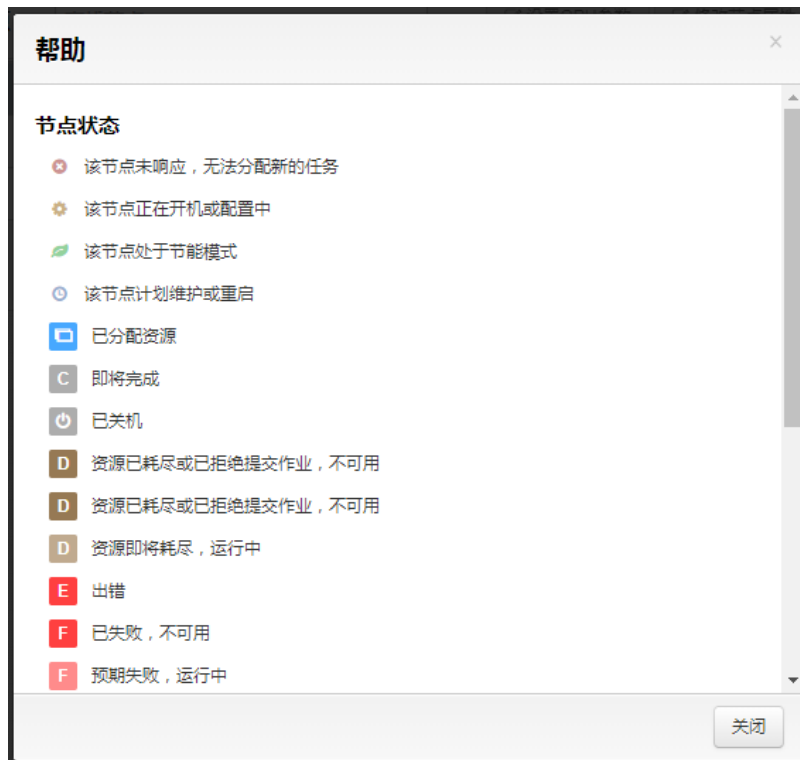 帮助
×
节点状态
该节点未响应，无法分配新的任务
该节点正在开机或配置中
该节点处于节能模式
该节点计划维护或重启
已分配资源
C 即将完成
已关机
D 资源已耗尽或已拒绝提交作业，不可用
D 资源已耗尽或已拒绝提交作业，不可用
D 资源即将耗尽，运行中
E 出错
F 已失败，不可用
F 预期失败，运行中
关闭